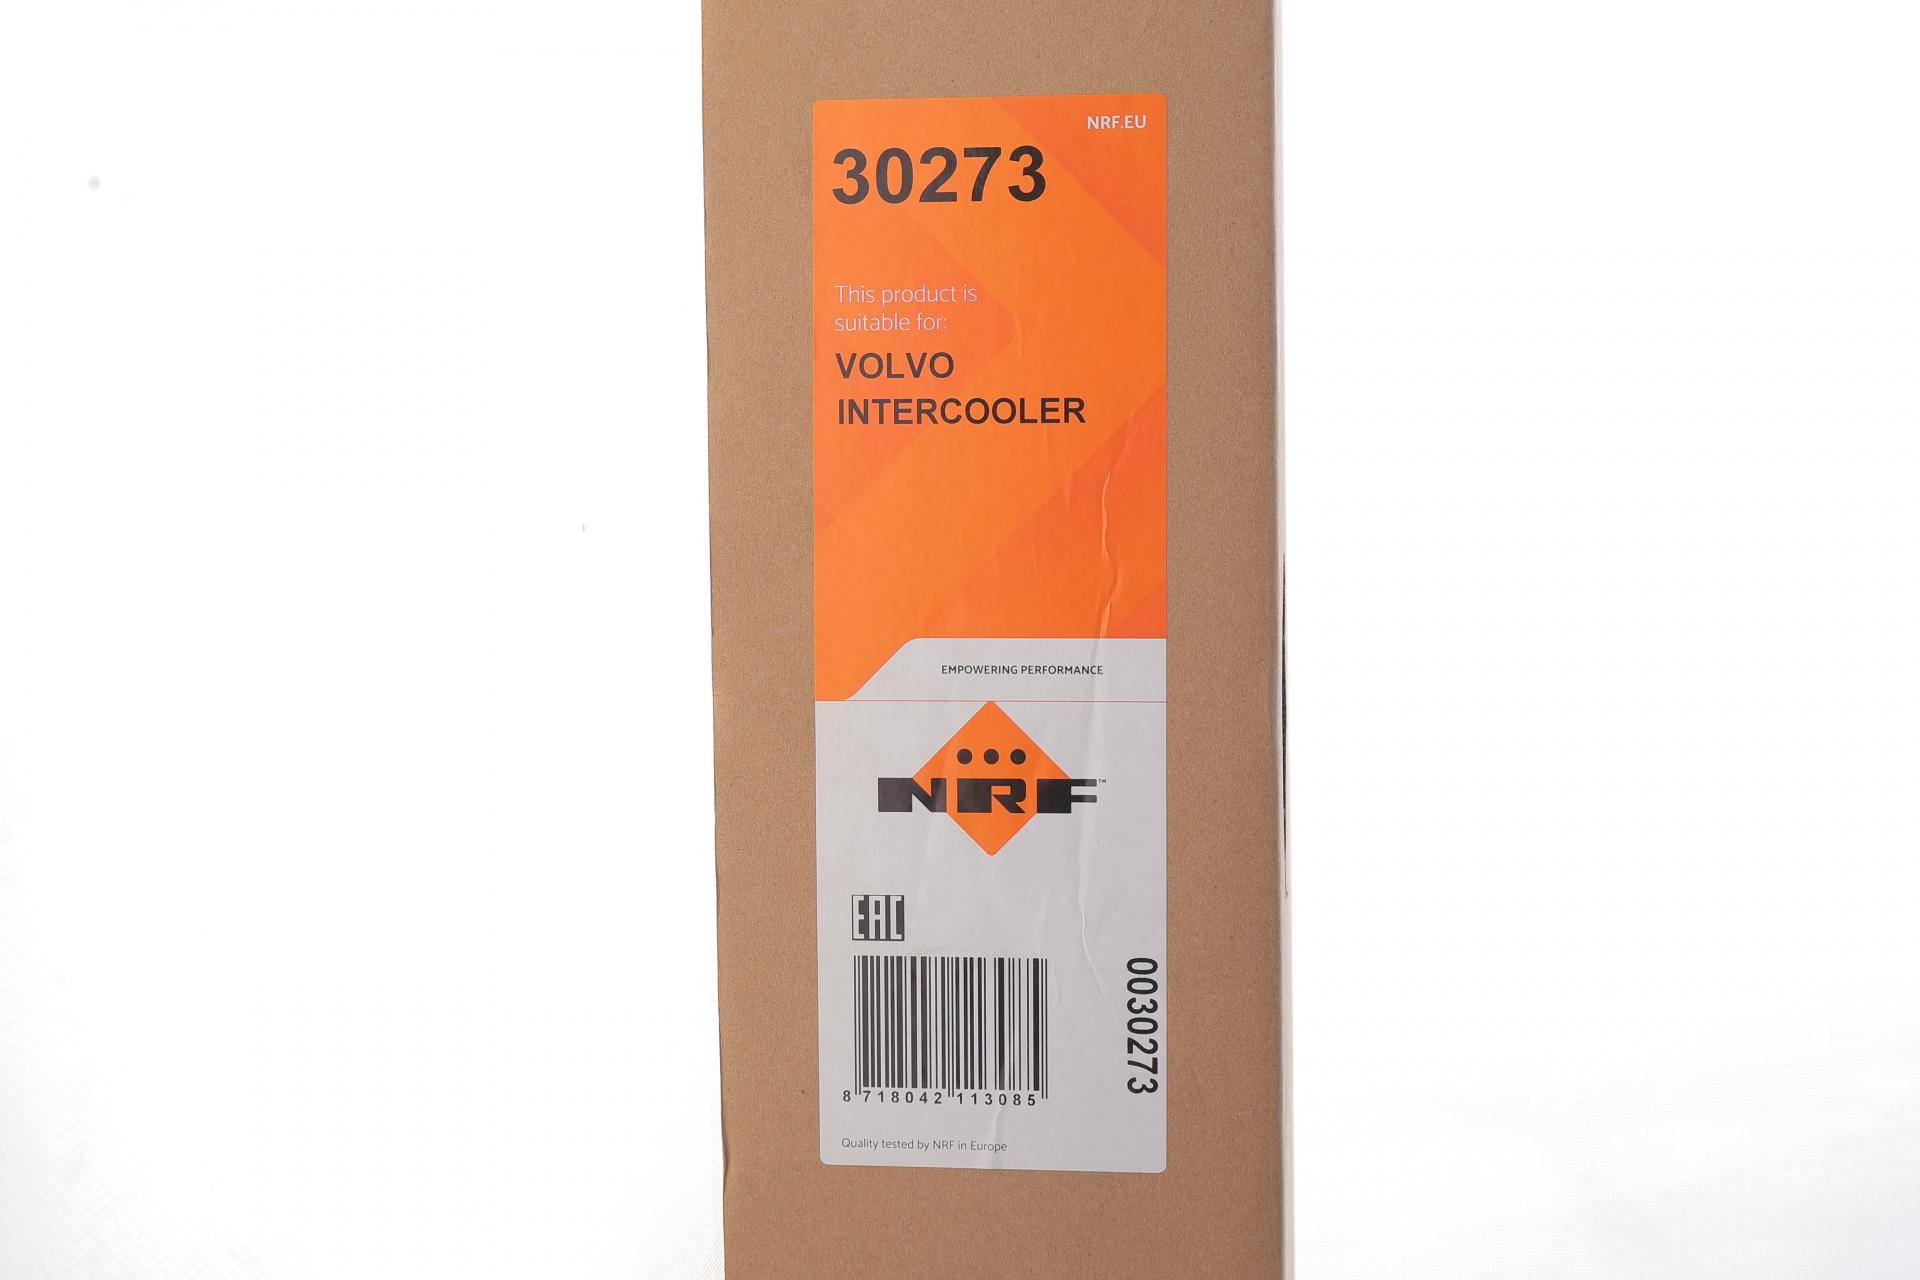 NRF.EU
30273
This product is
suitable for:
VOLVO
INTERCOOLER
EMPOWERING PERFORMANCE
NRF™
EAC
0030273
8 718042 113085
Quality tested by NRF in Europe